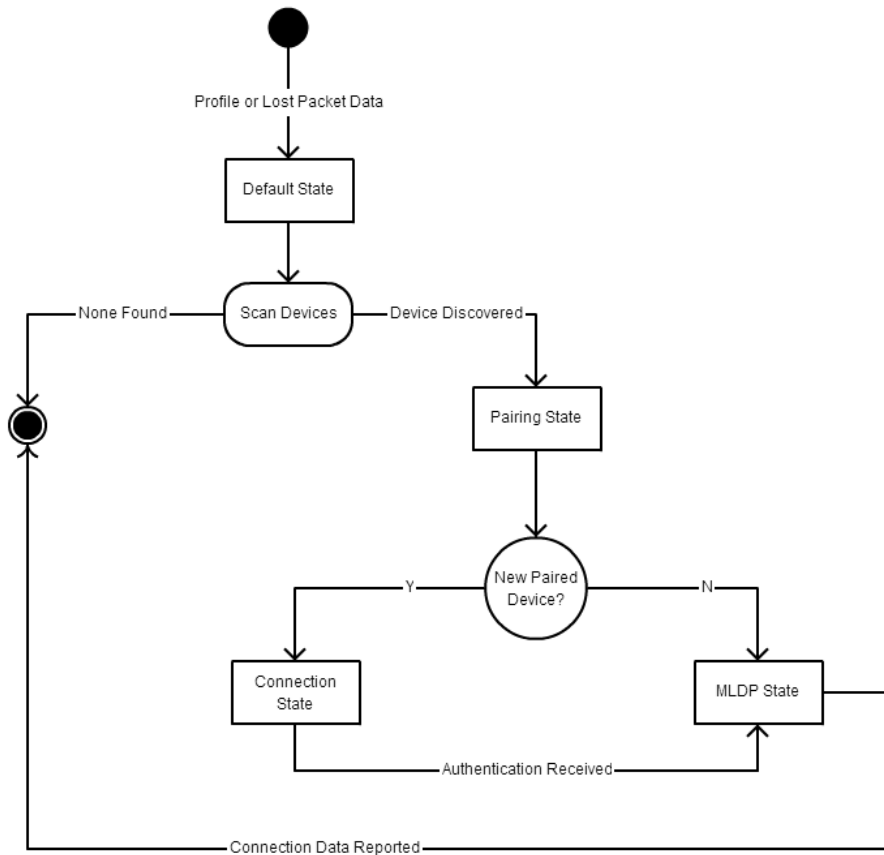 Profile or Lost Packet Data
Default State
None Found
Scan Devices
Device Discovered
Pairing State
New Paired
Device?
Y
N
Connection
State
MLDP State
Authentication Received
Connection Data Reported